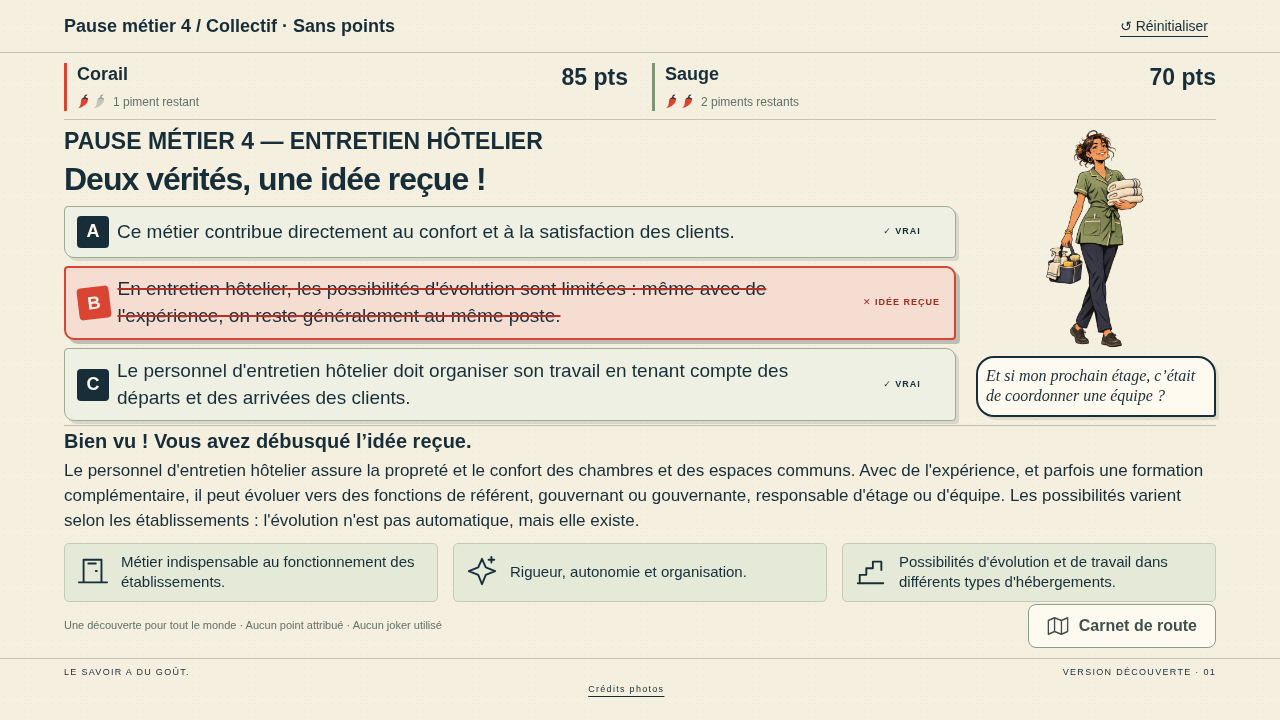 Pause métier 4 / Collectif · Sans points
↺ Réinitialiser
Corail
85 pts
1 piment restant
Sauge
70 pts
2 piments restants
PAUSE MÉTIER 4 — ENTRETIEN HÔTELIER
Deux vérités, une idée reçue !
A
Ce métier contribue directement au confort et à la satisfaction des clients.
✓ VRAI
B
En entretien hôtelier, les possibilités d'évolution sont limitées : même avec de
l'expérience, on reste généralement au même poste.
✕ IDÉE REÇUE
C
Le personnel d'entretien hôtelier doit organiser son travail en tenant compte des
départs et des arrivées des clients.
✓ VRAI
Et si mon prochain étage, c’était
de coordonner une équipe ?
Bien vu ! Vous avez débusqué l’idée reçue.
Le personnel d'entretien hôtelier assure la propreté et le confort des chambres et des espaces communs. Avec de l'expérience, et parfois une formation
complémentaire, il peut évoluer vers des fonctions de référent, gouvernant ou gouvernante, responsable d'étage ou d'équipe. Les possibilités varient
selon les établissements : l'évolution n'est pas automatique, mais elle existe.
Métier indispensable au fonctionnement des
établissements.
Rigueur, autonomie et organisation.
Possibilités d'évolution et de travail dans
différents types d'hébergements.
Une découverte pour tout le monde · Aucun point attribué · Aucun joker utilisé
Carnet de route
LE SAVOIR A DU GOÛT.
VERSION DÉCOUVERTE · 01
Crédits photos